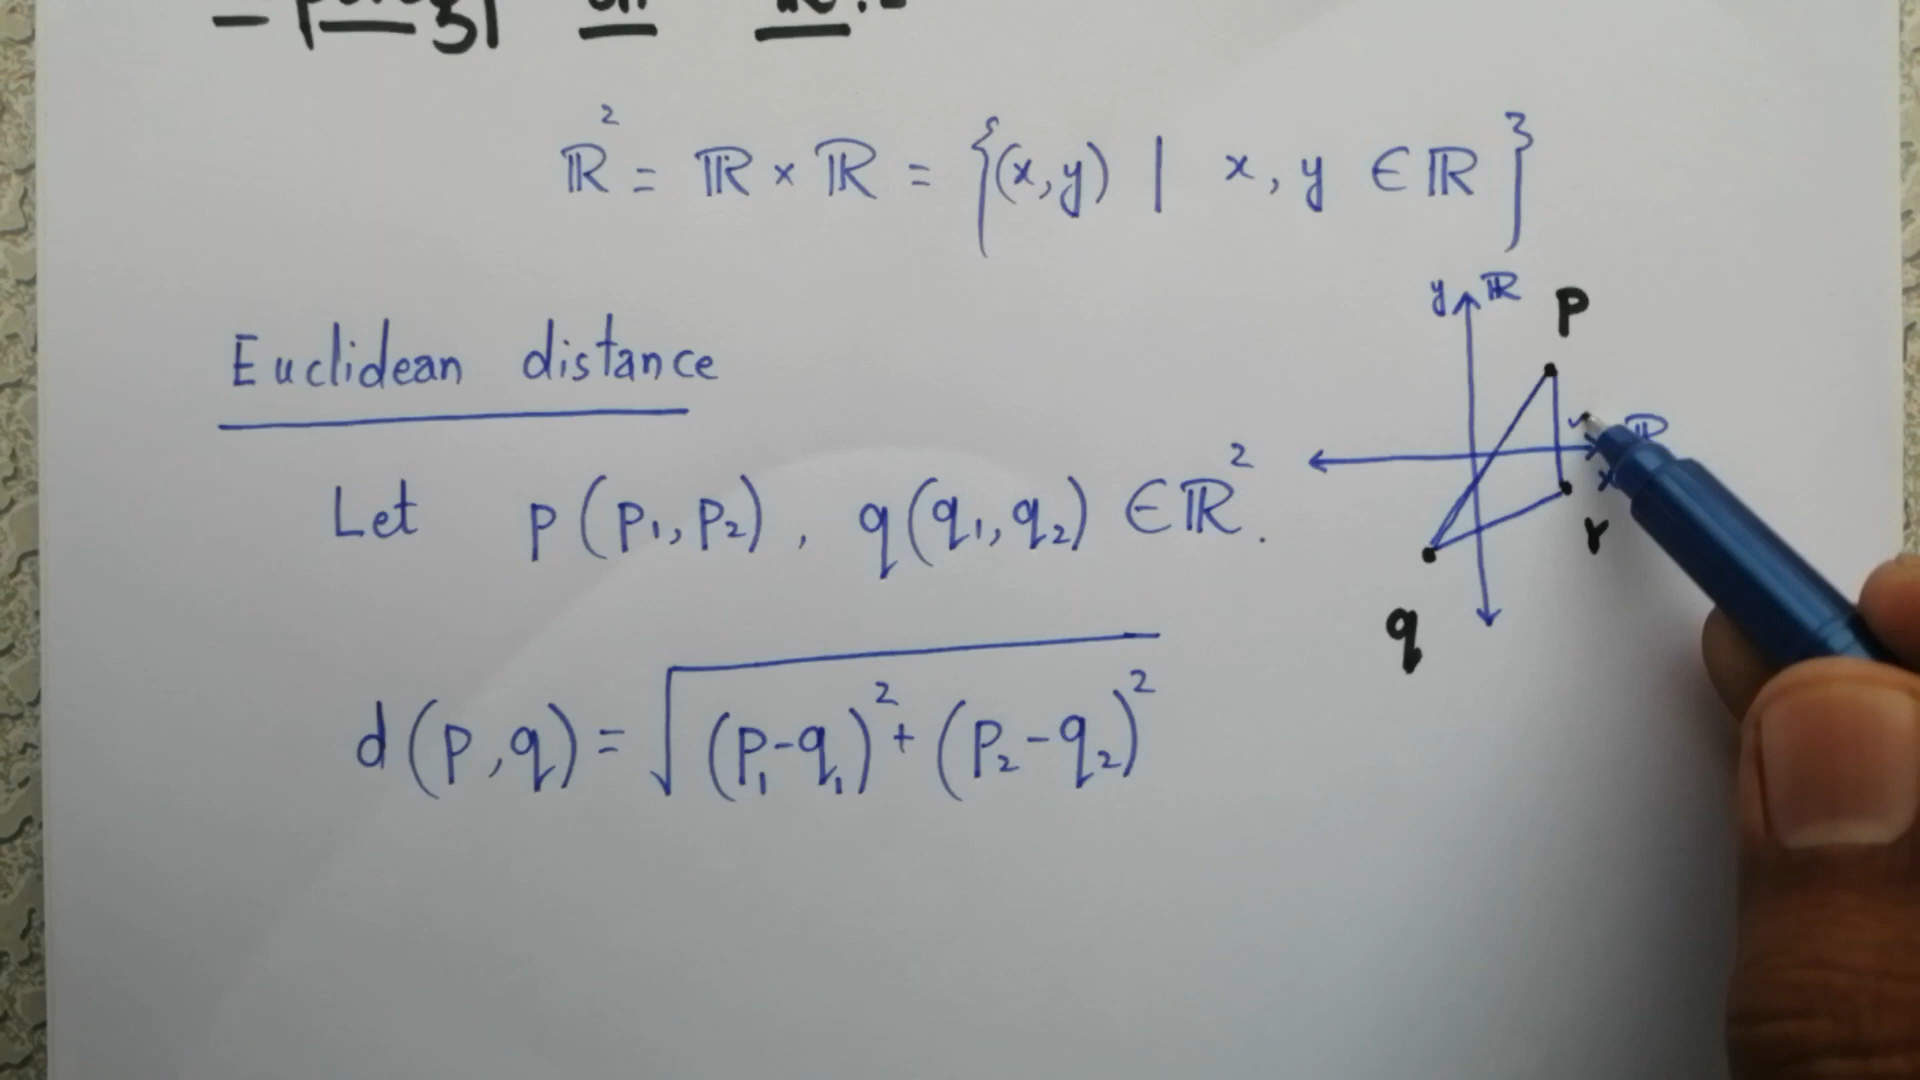 ℝ² = ℝ × ℝ = {(x,y) | x, y ∈ ℝ}
y ℝ
p
Euclidean distance
ℝ
x
Let p(p₁,p₂), q(q₁,q₂) ∈ ℝ².
r
q
d(p,q) = √((p₁-q₁)² + (p₂-q₂)²)